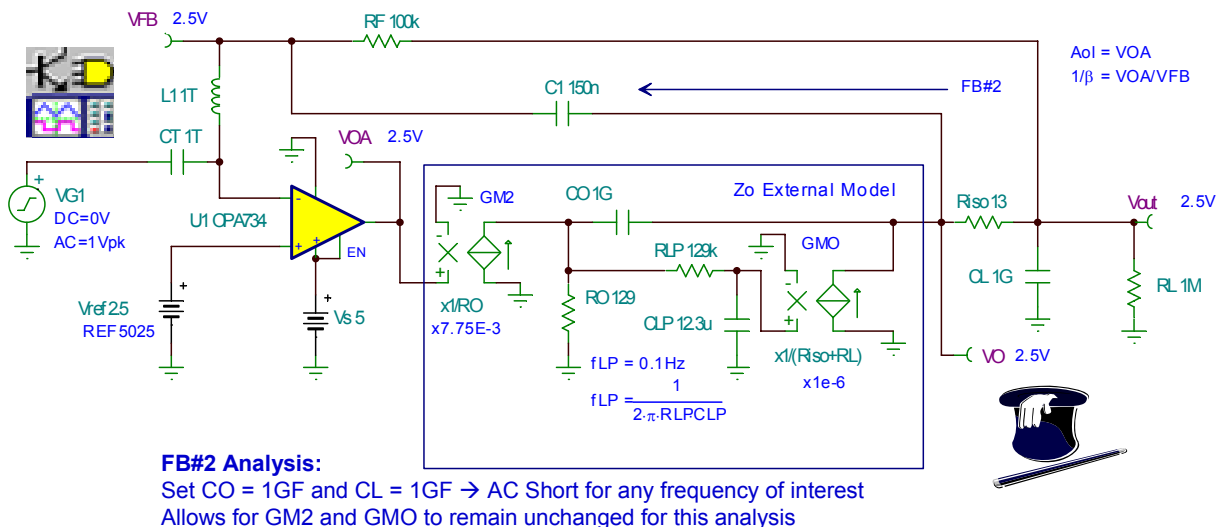 VFB 2.5V
RF 100k
Aol = VOA
1/β = VOA/VFB
L1 1T
C1 150n
FB#2
CT 1T
VOA 2.5V
VG1
DC=0V
AC=1Vpk
U1 OPA734
EN
GM2
CO 1G
Zo External Model
Riso 13
Vout 2.5V
RLP 129k
GMO
x1/RO
x7.75E-3
RO 129
CLP 12.3u
CL 1G
RL 1M
Vref 2.5
REF5025
Vs 5
x1/(Riso+RL)
x1e-6
VO 2.5V
fLP = 0.1Hz
fLP = 1
2·π·RLP·CLP
FB#2 Analysis:
Set CO = 1GF and CL = 1GF → AC Short for any frequency of interest
Allows for GM2 and GMO to remain unchanged for this analysis